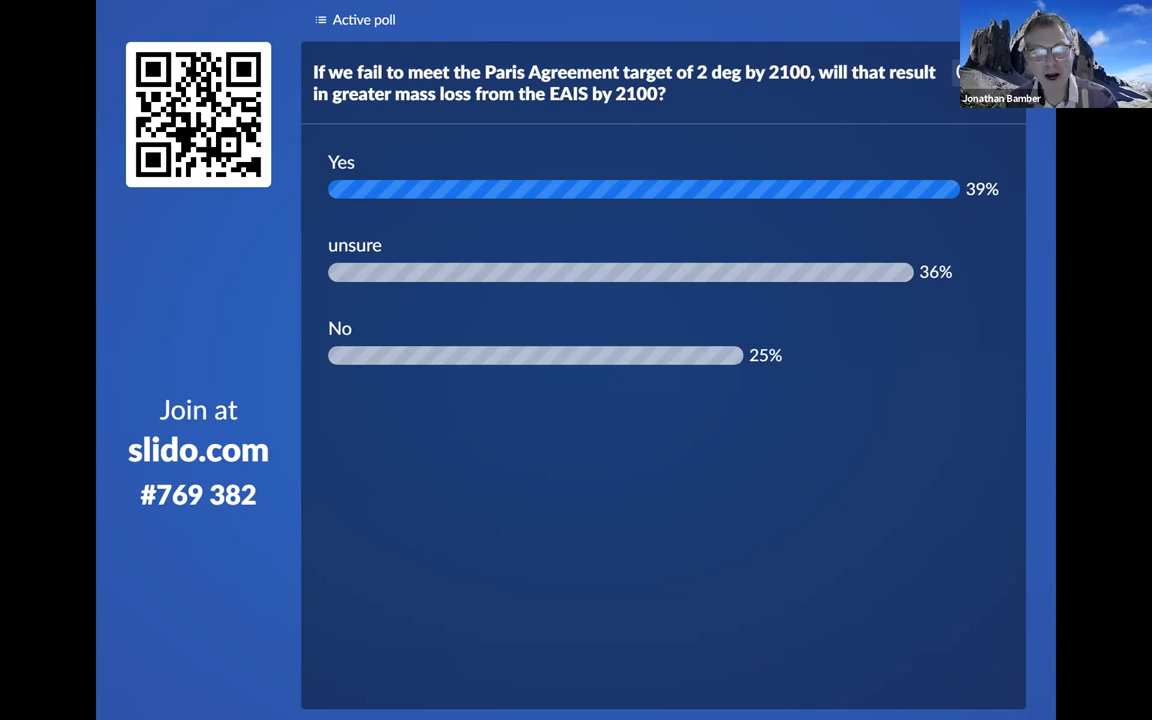 Active poll
If we fail to meet the Paris Agreement target of 2 deg by 2100, will that result
in greater mass loss from the EAIS by 2100?
Jonathan Bamber
Yes
39%
unsure
36%
No
25%
Join at
slido.com
#769 382